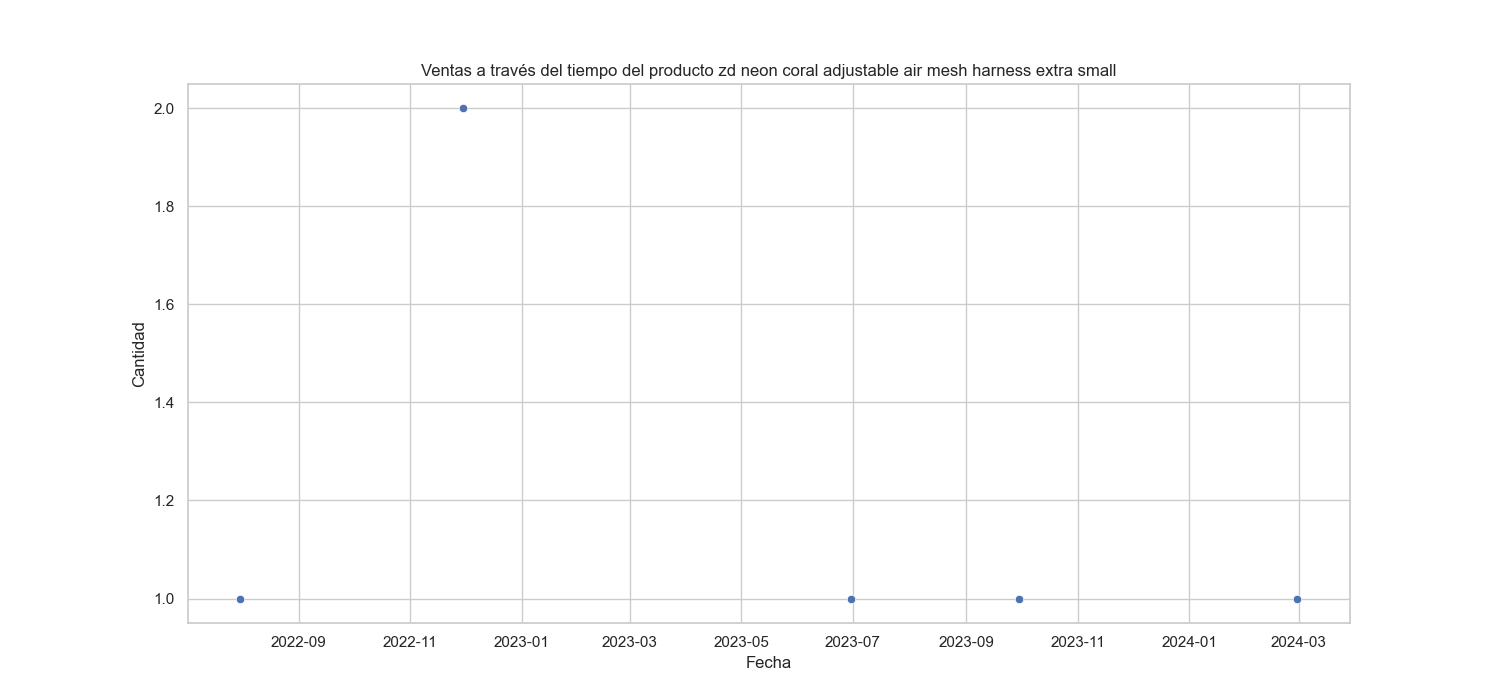 Ventas a través del tiempo del producto zd neon coral adjustable air mesh harness extra small
2.0
1.8
1.6
1.4
1.2
1.0
Cantidad
2022-09 2022-11 2023-01 2023-03 2023-05 2023-07 2023-09 2023-11 2024-01 2024-03
Fecha